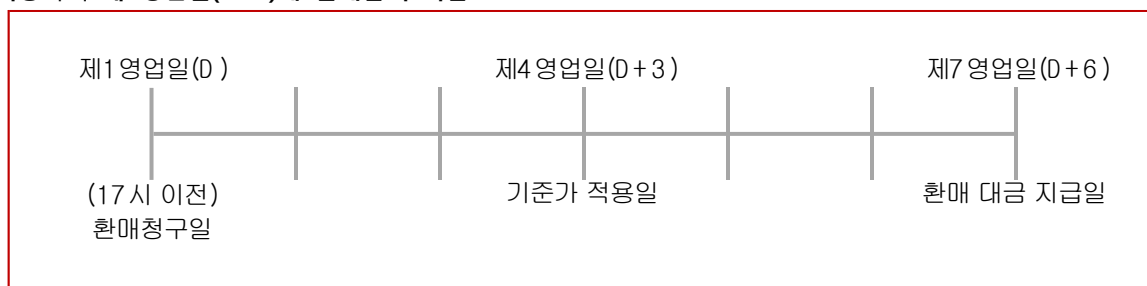 제1영업일(D )
제4영업일(D+3)
제7영업일(D+6)
(17시 이전)
환매청구일
기준가 적용일
환매 대금 지급일